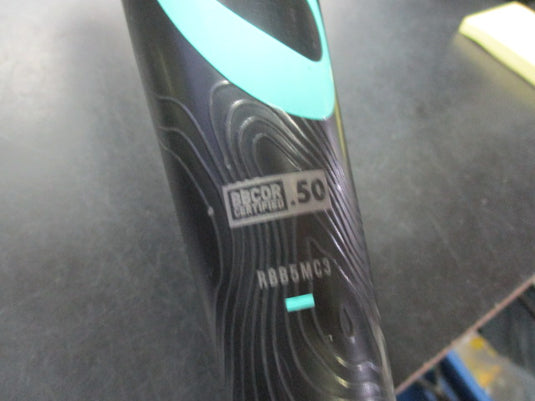 BBCOR
CERTIFIED .50
RBB5MC3